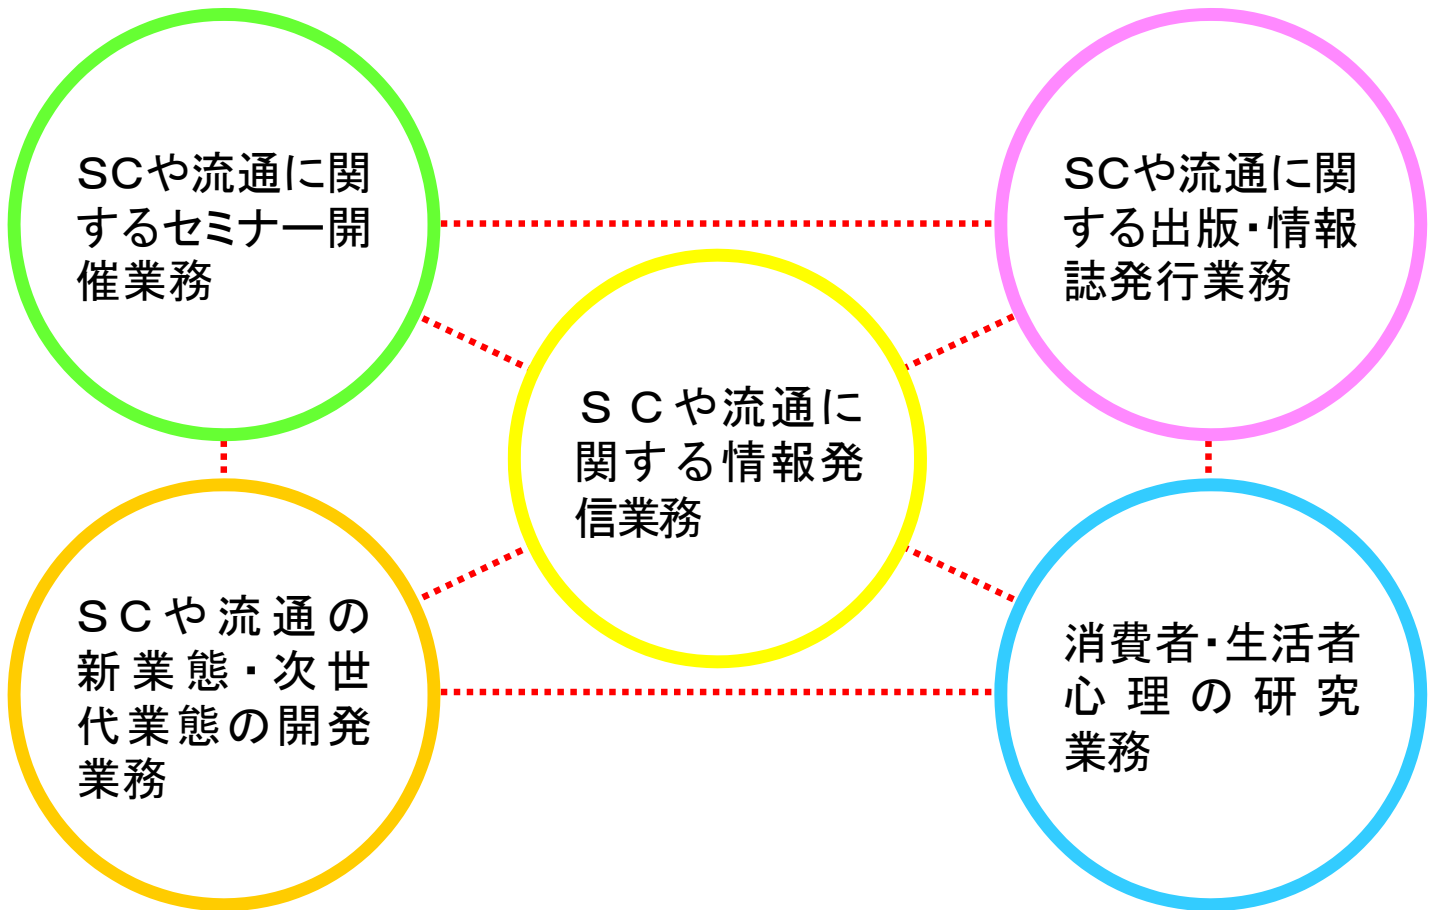 SCや流通に関
するセミナー開
催業務
SCや流通に関
する出版・情報
誌発行業務
ＳＣや流通に
関する情報発
信業務
ＳＣや流通の
新業態・次世
代業態の開発
業務
消費者・生活者
心理の研究
業務